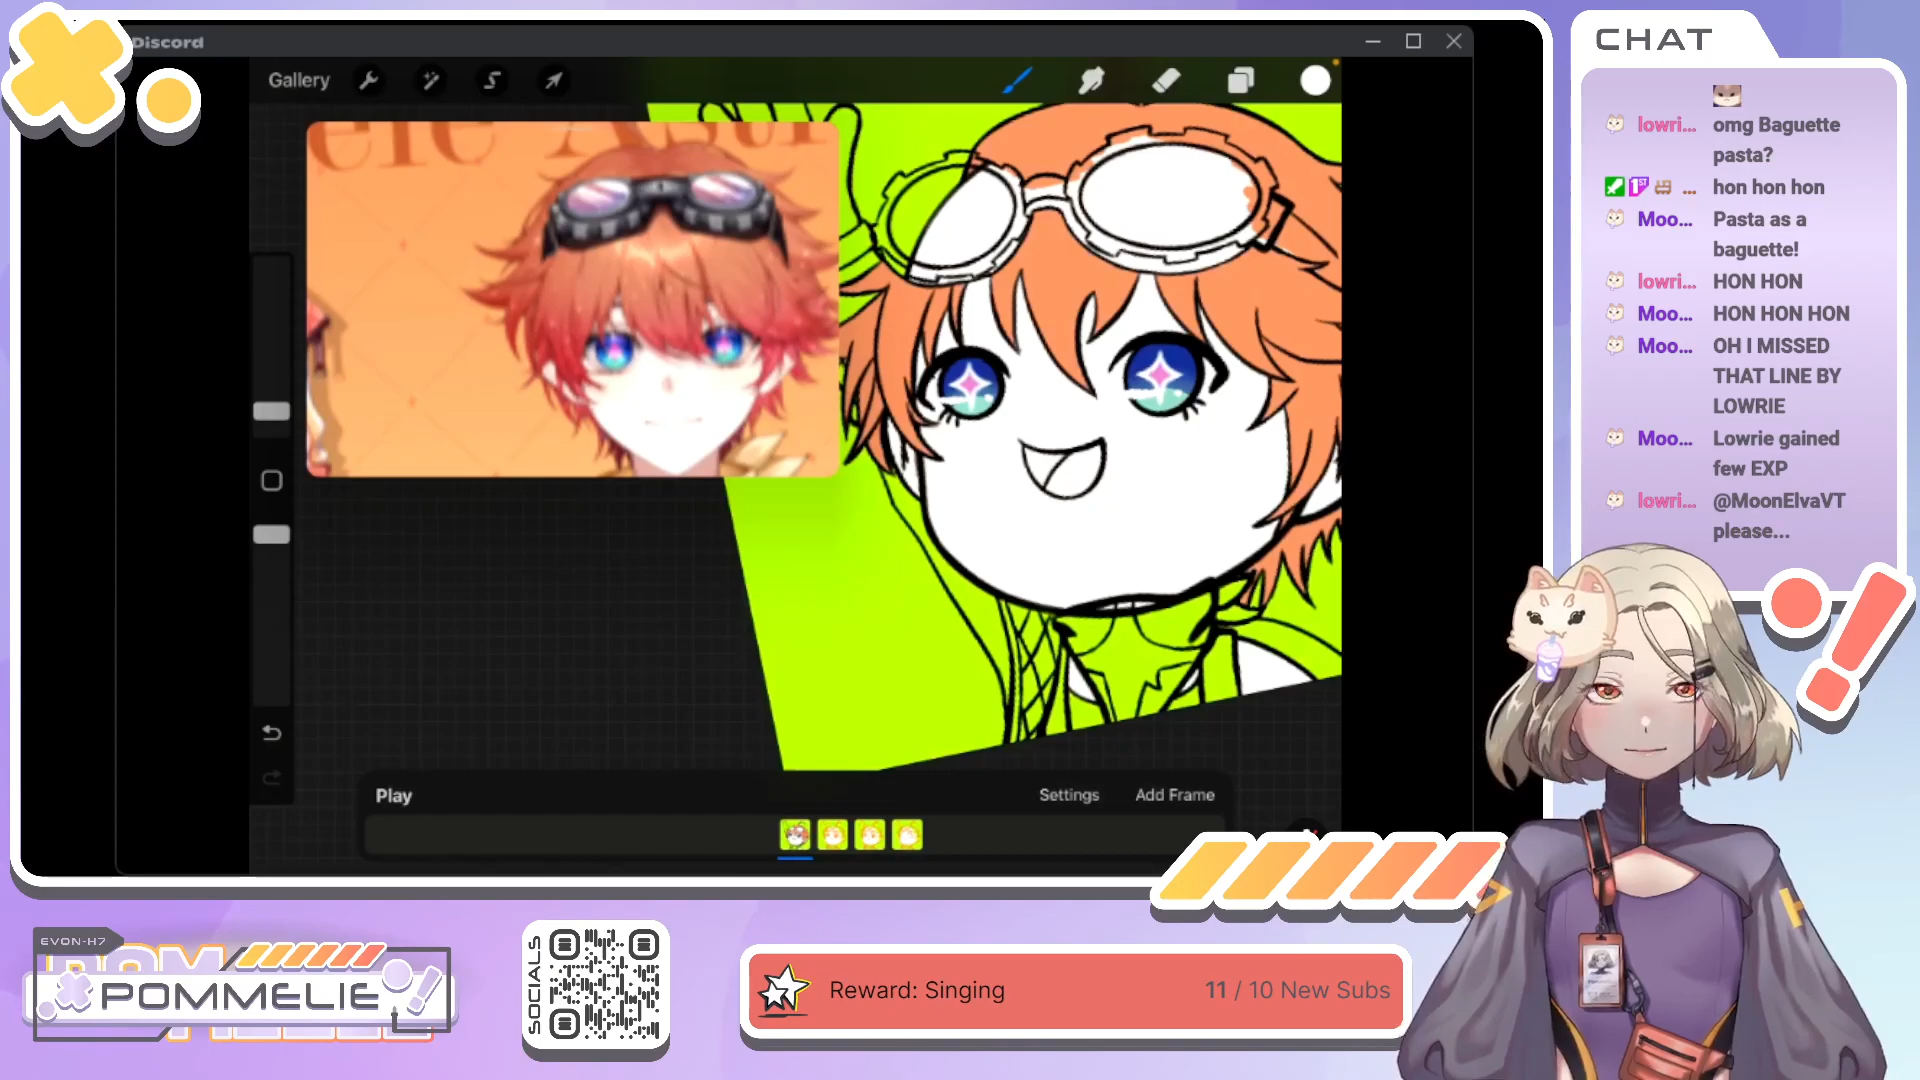 Discord
Gallery
CHAT
lowri... omg Baguette
pasta?
1ST ... hon hon hon
Moo... Pasta as a
baguette!
lowri... HON HON
Moo... HON HON HON
Moo... OH I MISSED
THAT LINE BY
LOWRIE
Moo... Lowrie gained
few EXP
lowri... @MoonElvaVT
please...
Play
Settings
Add Frame
EVON-H7
POMMELIE
SOCIALS
Reward: Singing
11 / 10 New Subs